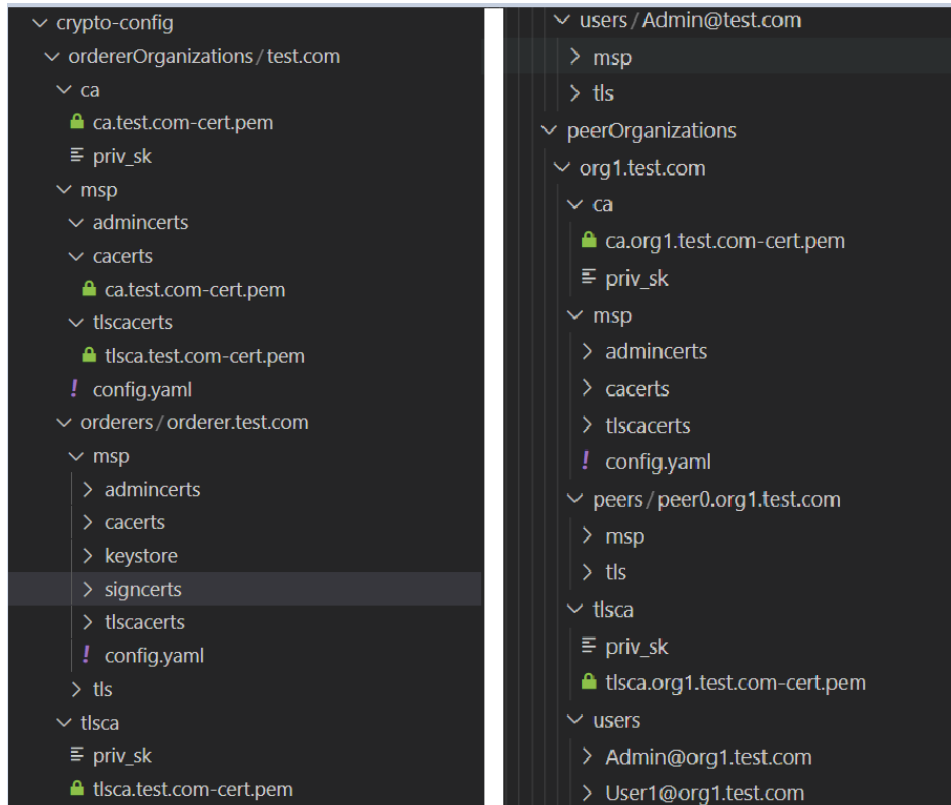 crypto-config
ordererOrganizations/test.com
ca
ca.test.com-cert.pem
priv_sk
msp
admincerts
cacerts
ca.test.com-cert.pem
tlscacerts
tlsca.test.com-cert.pem
! config.yaml
orderers/orderer.test.com
msp
admincerts
cacerts
keystore
signcerts
tlscacerts
! config.yaml
tls
tlsca
priv_sk
tlsca.test.com-cert.pem
users/Admin@test.com
msp
tls
peerOrganizations
org1.test.com
ca
ca.org1.test.com-cert.pem
priv_sk
msp
admincerts
cacerts
tlscacerts
! config.yaml
peers/peer0.org1.test.com
msp
tls
tlsca
priv_sk
tlsca.org1.test.com-cert.pem
users
Admin@org1.test.com
User1@org1.test.com